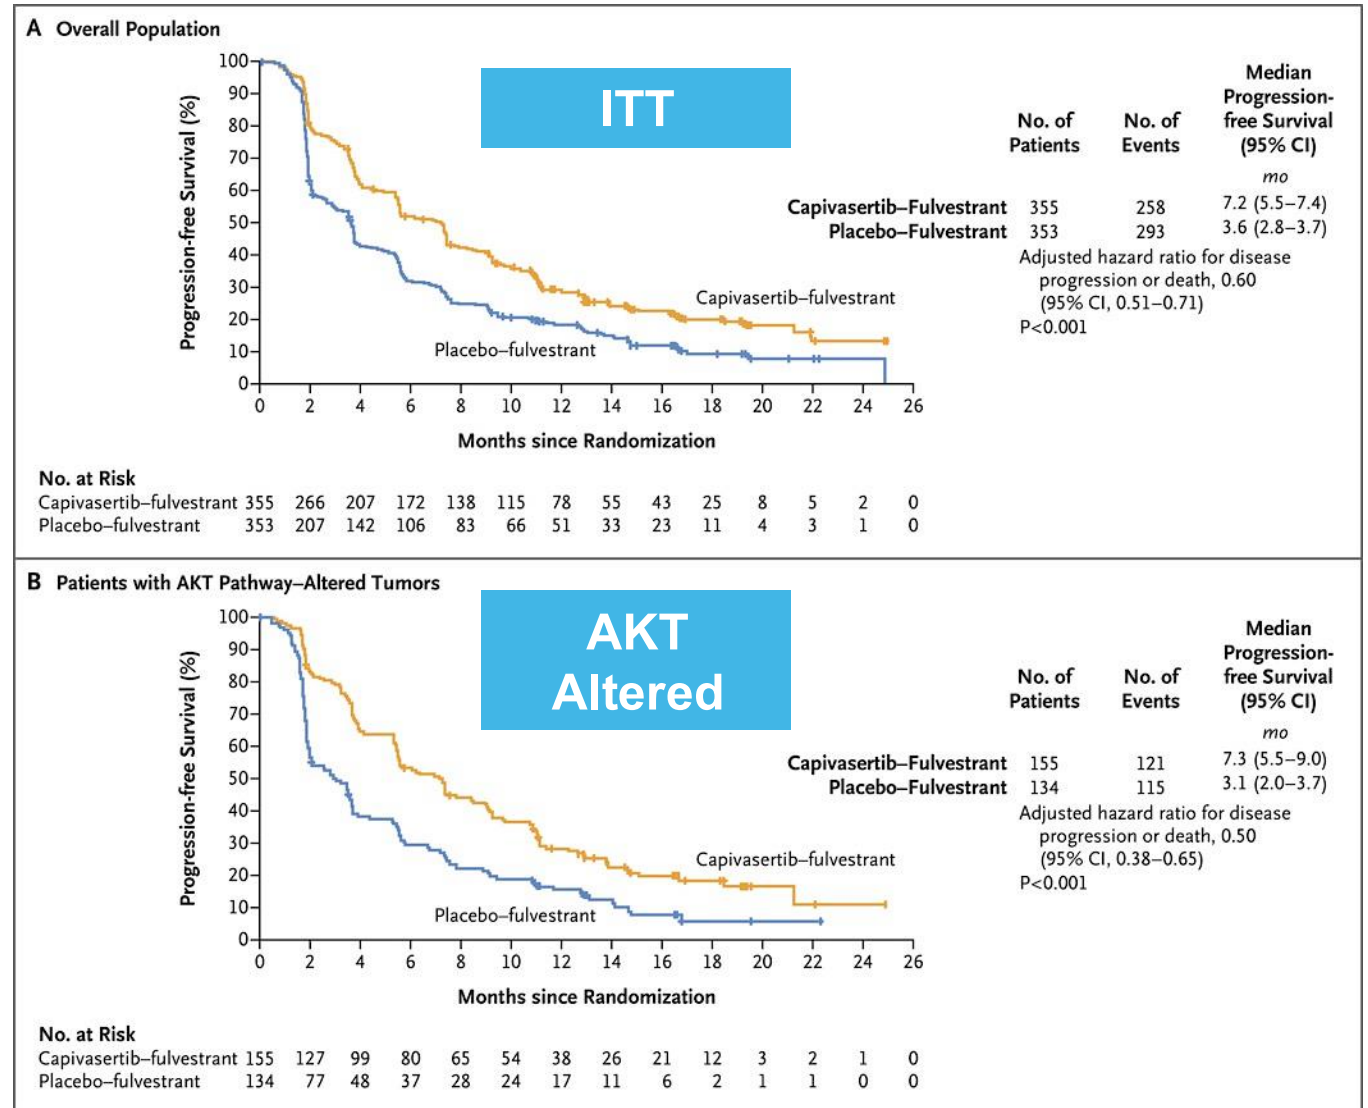 A Overall Population
ITT
Progression-free Survival (%)
100
90
80
70
60
50
40
30
20
10
0
0 2 4 6 8 10 12 14 16 18 20 22 24 26
Months since Randomization
Capivasertib–fulvestrant
Placebo–fulvestrant
No. of Patients
No. of Events
Median Progression-free Survival (95% CI)
mo
Capivasertib–Fulvestrant 355 258 7.2 (5.5–7.4)
Placebo–Fulvestrant 353 293 3.6 (2.8–3.7)
Adjusted hazard ratio for disease
progression or death, 0.60
(95% CI, 0.51–0.71)
P<0.001
No. at Risk
Capivasertib–fulvestrant 355 266 207 172 138 115 78 55 43 25 8 5 2 0
Placebo–fulvestrant 353 207 142 106 83 66 51 33 23 11 4 3 1 0
B Patients with AKT Pathway–Altered Tumors
AKT
Altered
Progression-free Survival (%)
100
90
80
70
60
50
40
30
20
10
0
0 2 4 6 8 10 12 14 16 18 20 22 24 26
Months since Randomization
Capivasertib–fulvestrant
Placebo–fulvestrant
No. of Patients
No. of Events
Median Progression-free Survival (95% CI)
mo
Capivasertib–Fulvestrant 155 121 7.3 (5.5–9.0)
Placebo–Fulvestrant 134 115 3.1 (2.0–3.7)
Adjusted hazard ratio for disease
progression or death, 0.50
(95% CI, 0.38–0.65)
P<0.001
No. at Risk
Capivasertib–fulvestrant 155 127 99 80 65 54 38 26 21 12 3 2 1 0
Placebo–fulvestrant 134 77 48 37 28 24 17 11 6 2 1 1 0 0